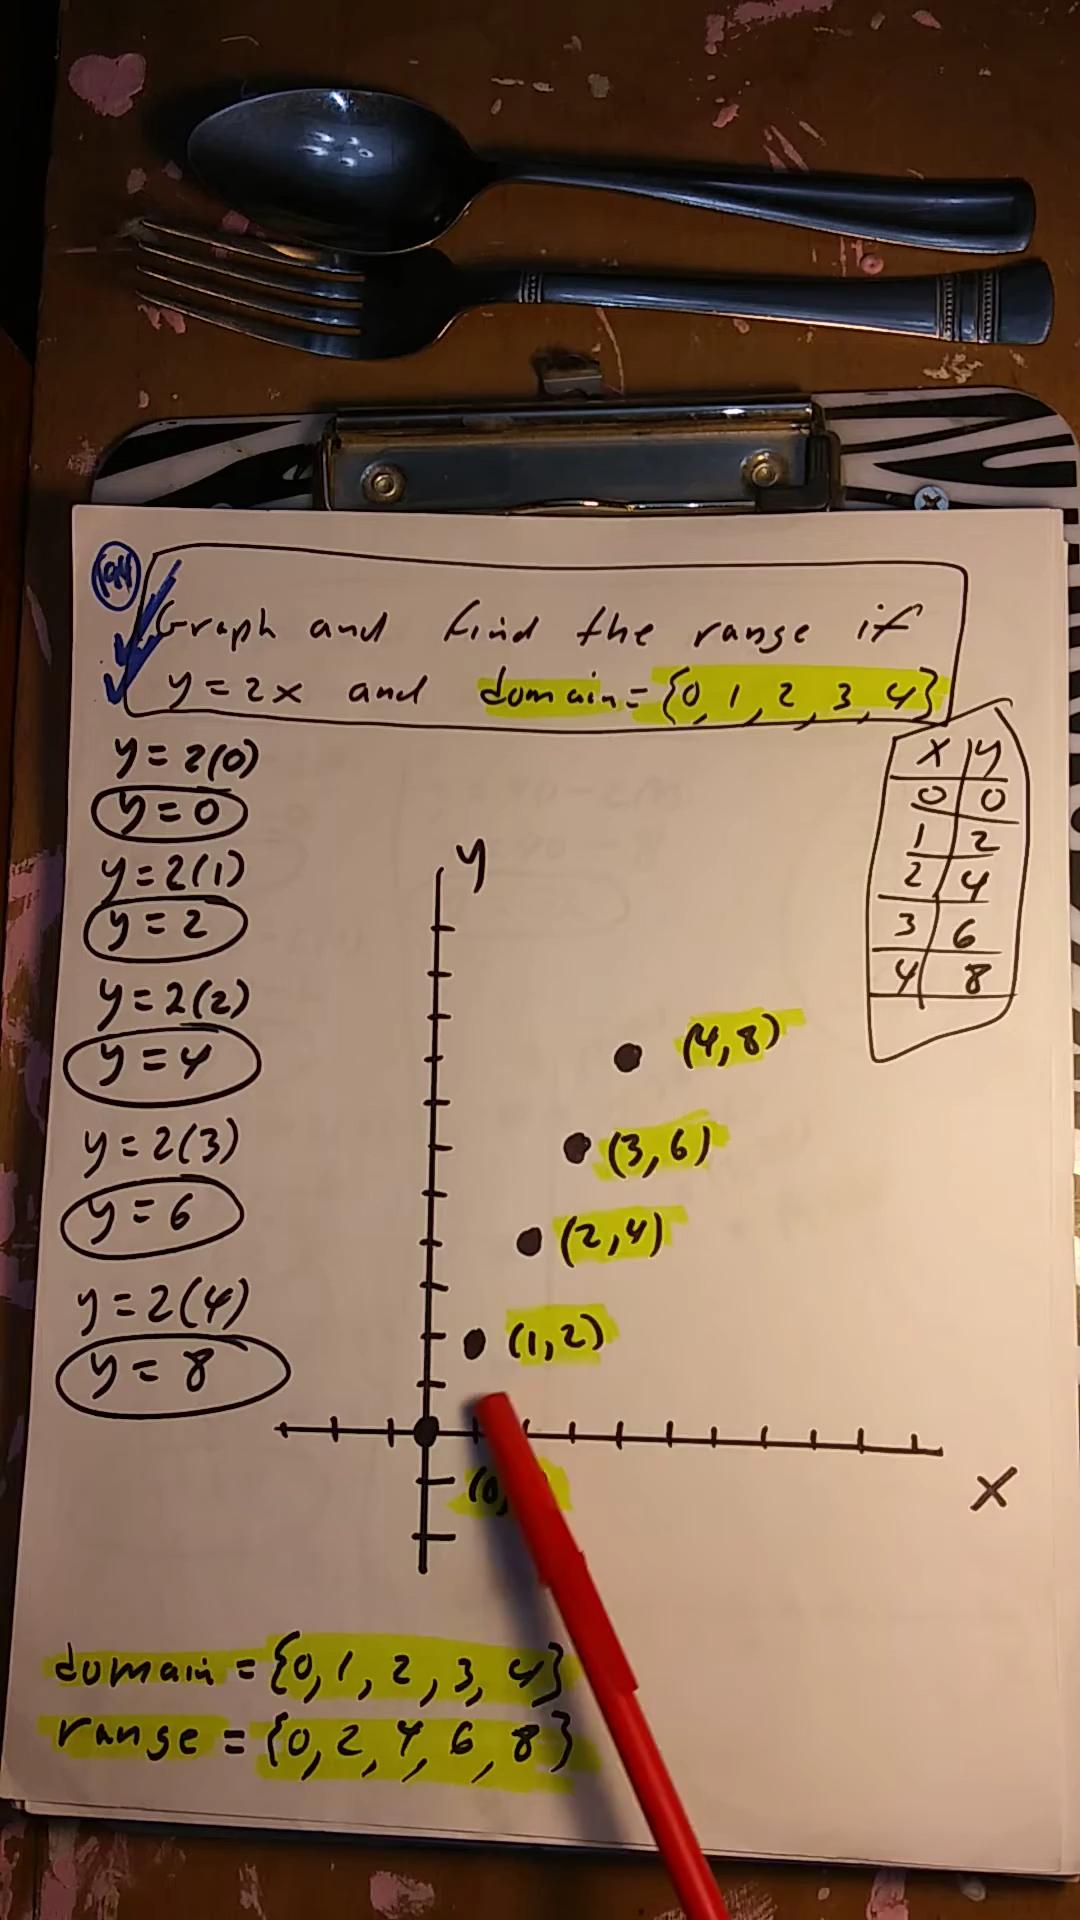 194
Graph and find the range if
y = 2x and domain = {0, 1, 2, 3, 4}
y = 2(0)
y = 0
y = 2(1)
y = 2
y = 2(2)
y = 4
y = 2(3)
y = 6
y = 2(4)
y = 8
x y
0 0
1 2
2 4
3 6
4 8
y
(4, 8)
(3, 6)
(2, 4)
(1, 2)
(0,
x
domain = {0, 1, 2, 3, 4}
range = {0, 2, 4, 6, 8}